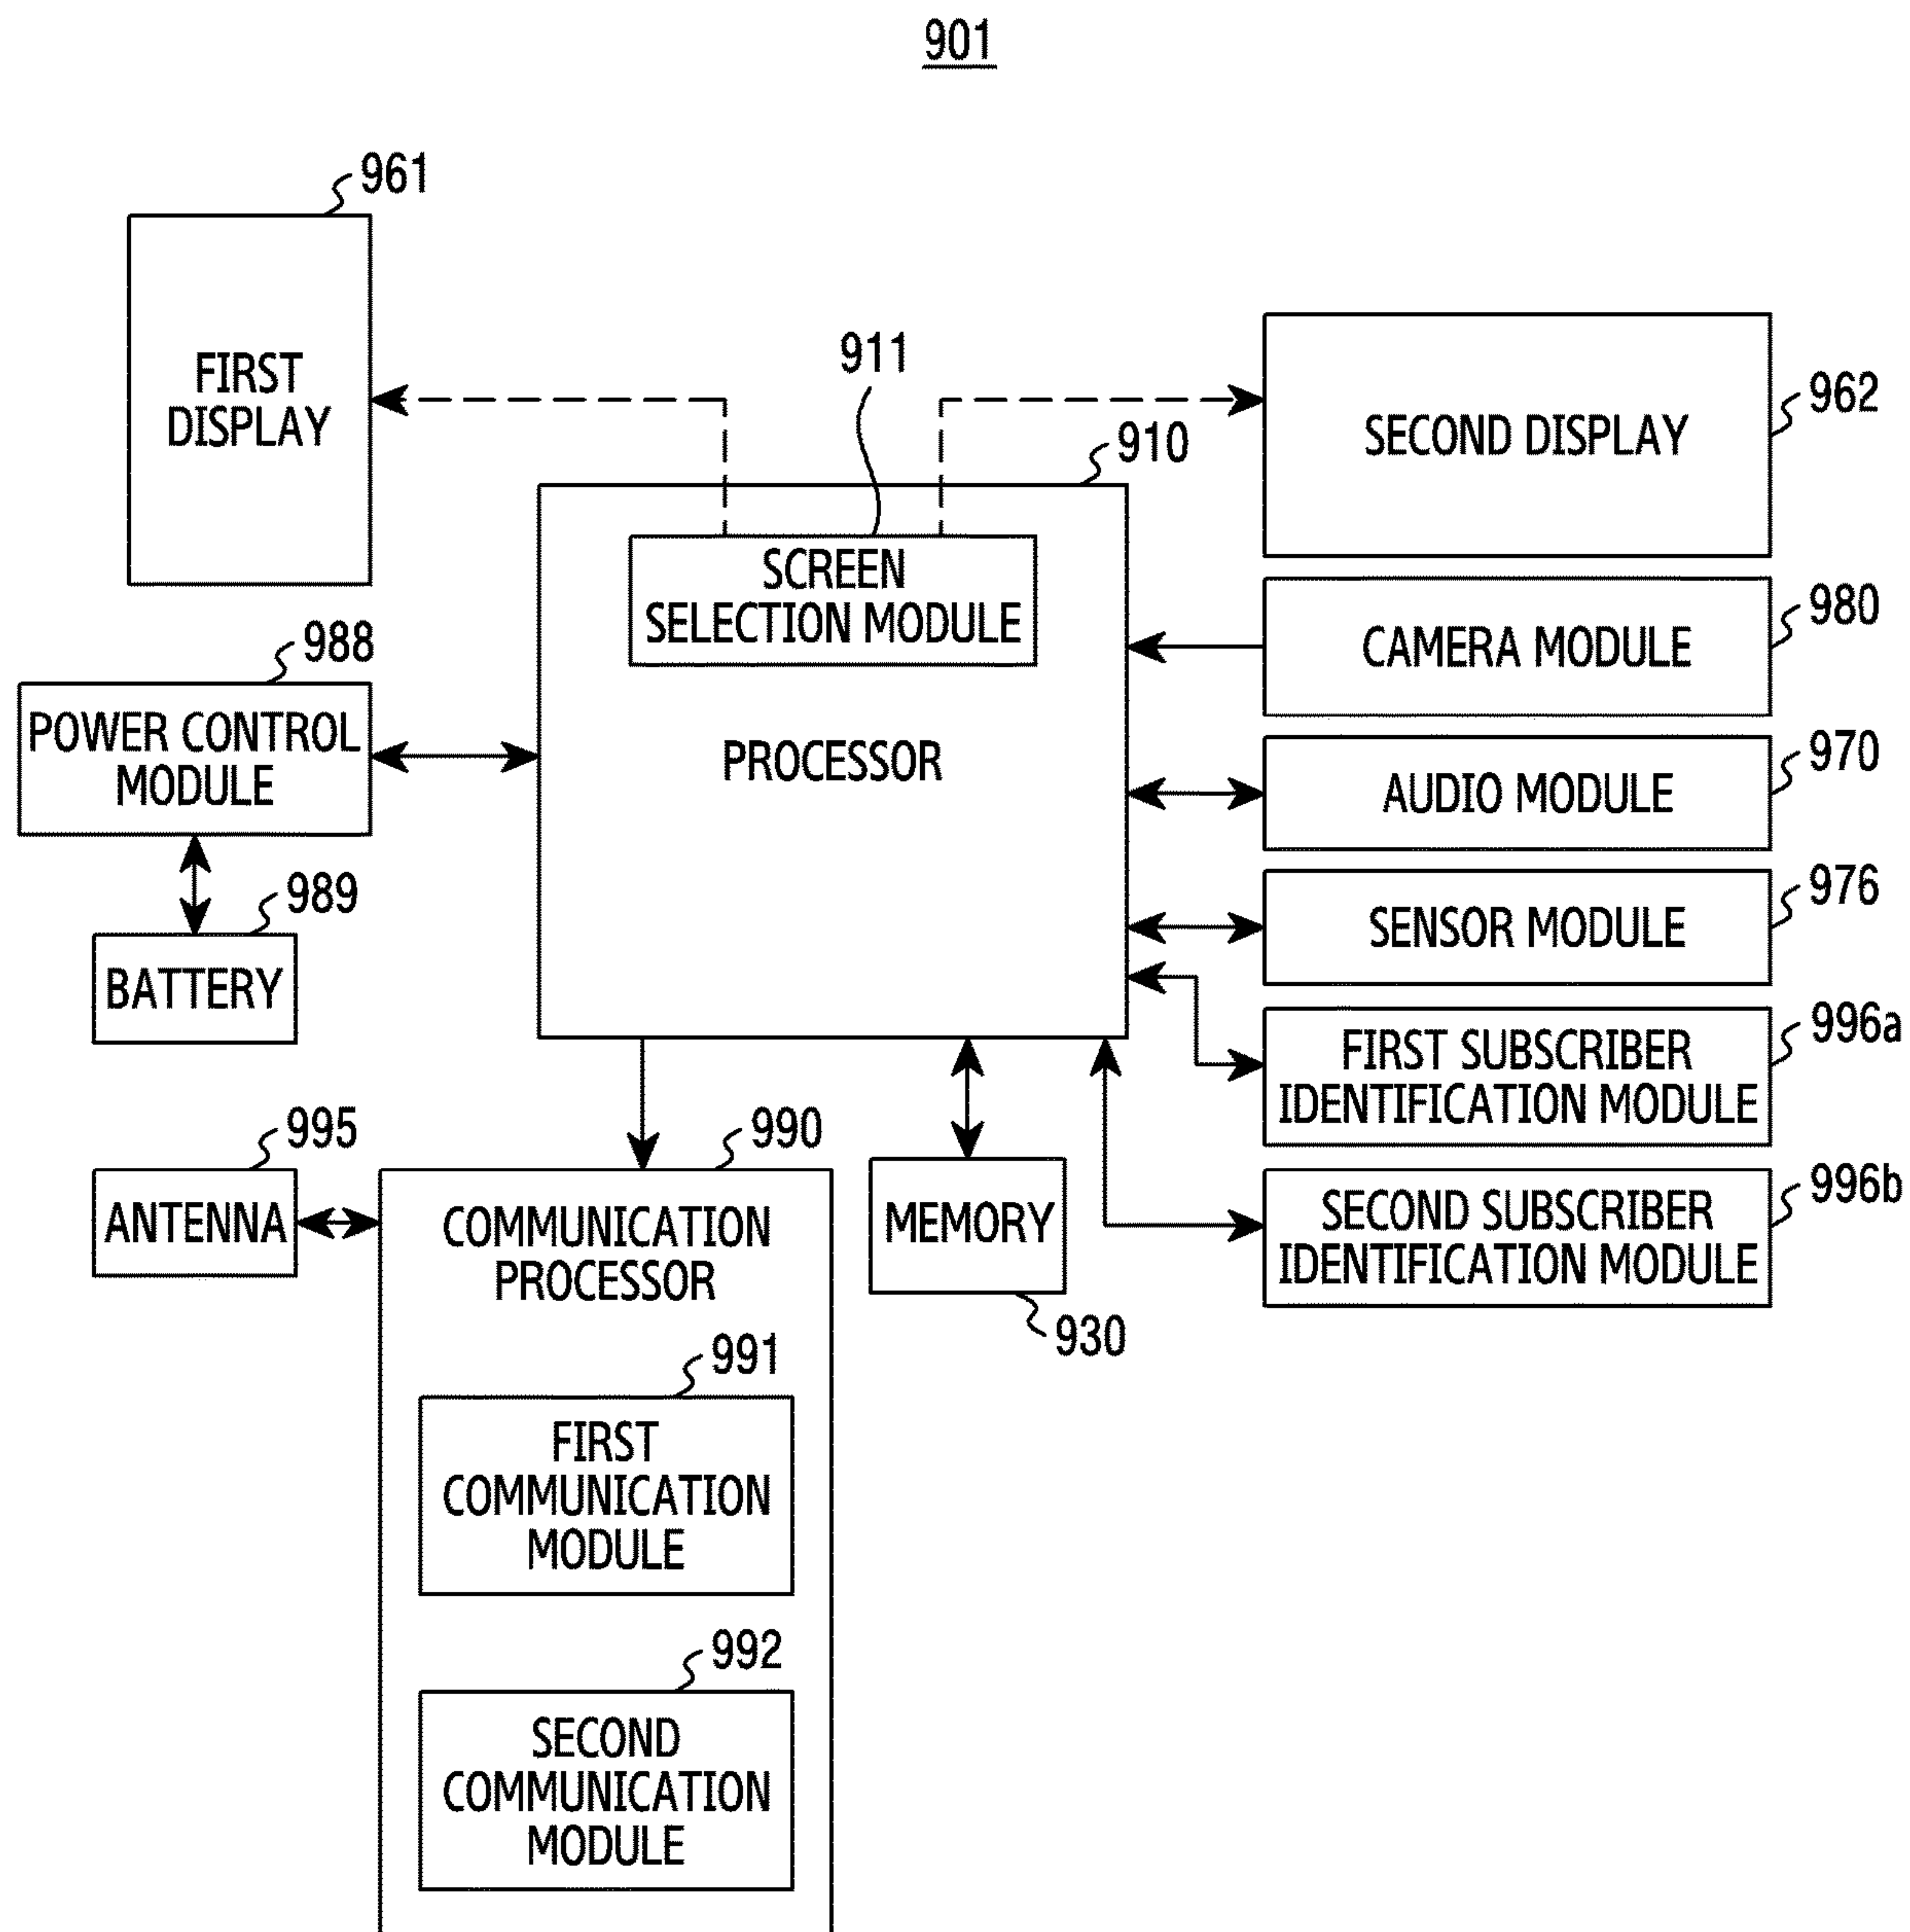 901
961
FIRST
DISPLAY
911
910
SECOND DISPLAY
962
SCREEN
SELECTION MODULE
PROCESSOR
CAMERA MODULE
980
988
POWER CONTROL
MODULE
AUDIO MODULE
970
989
BATTERY
SENSOR MODULE
976
FIRST SUBSCRIBER
IDENTIFICATION MODULE
996a
SECOND SUBSCRIBER
IDENTIFICATION MODULE
996b
995
ANTENNA
990
COMMUNICATION
PROCESSOR
MEMORY
930
991
FIRST
COMMUNICATION
MODULE
992
SECOND
COMMUNICATION
MODULE